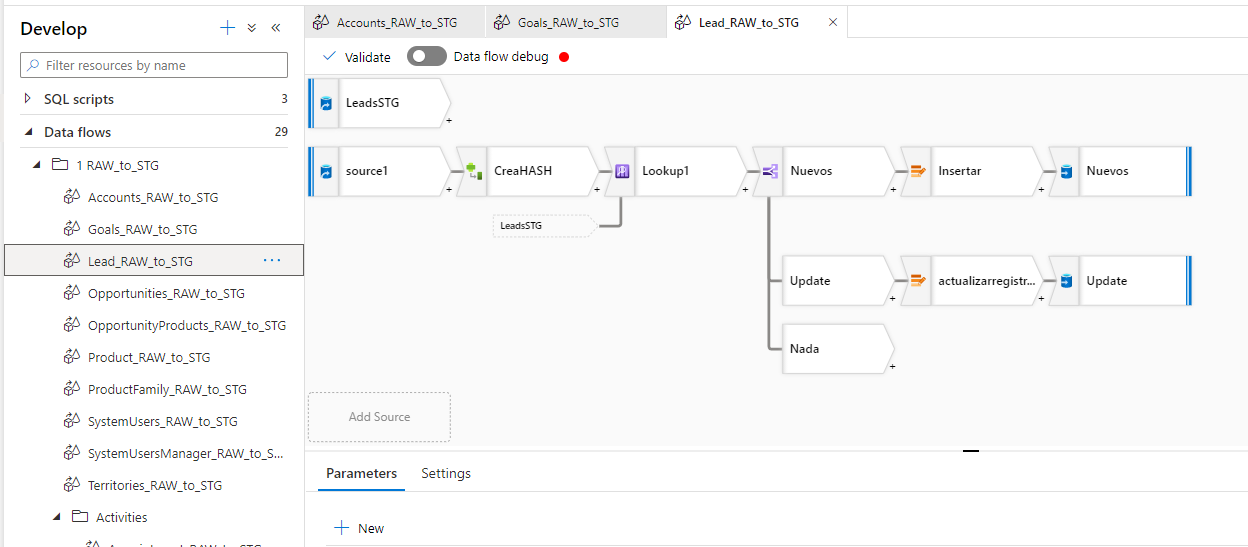 Develop
Filter resources by name
SQL scripts 3
Data flows 29
1 RAW_to_STG
Accounts_RAW_to_STG
Goals_RAW_to_STG
Lead_RAW_to_STG ...
Opportunities_RAW_to_STG
OpportunityProducts_RAW_to_STG
Product_RAW_to_STG
ProductFamily_RAW_to_STG
SystemUsers_RAW_to_STG
SystemUsersManager_RAW_to_S...
Territories_RAW_to_STG
Activities
Accounts_RAW_to_STG Goals_RAW_to_STG Lead_RAW_to_STG
Validate Data flow debug
LeadsSTG
source1 CreaHASH Lookup1 Nuevos Insertar Nuevos
LeadsSTG
Update actualizarregistr... Update
Nada
Add Source
Parameters Settings
New